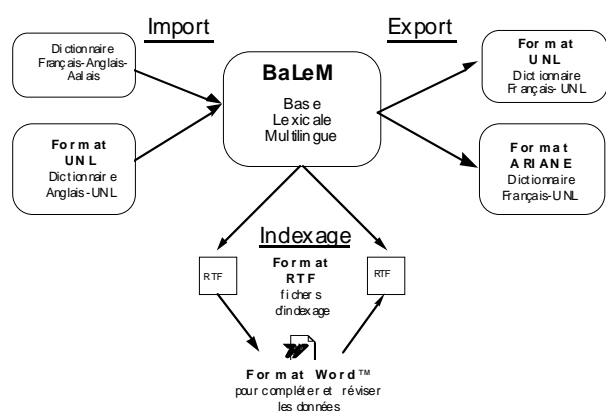 Import
Export
Dictionnaire
Français-Anglais-
Aalais
Format
UNL
Dictionnaire
Anglais-UNL
BaLeM
Base
Lexicale
Multilingue
Format
UNL
Dictionnaire
Français-UNL
Format
ARIANE
Dictionnaire
Français-UNL
Indexage
RTF
Format
RTF
fichers
d'indexage
RTF
Format Word™
pour compléter et réviser
les données